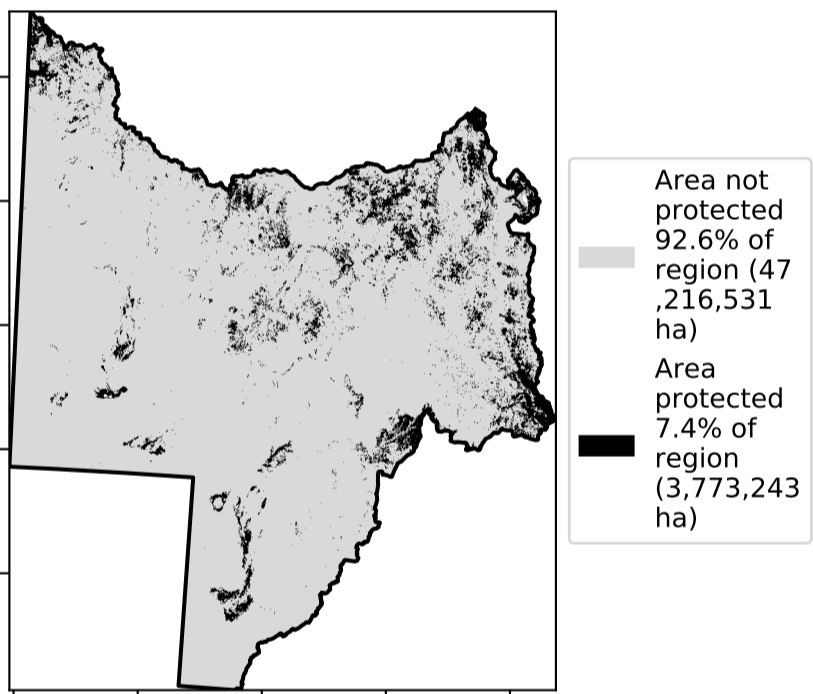 Area not
protected
92.6% of
region (47
,216,531
ha)
Area
protected
7.4% of
region
(3,773,243
ha)